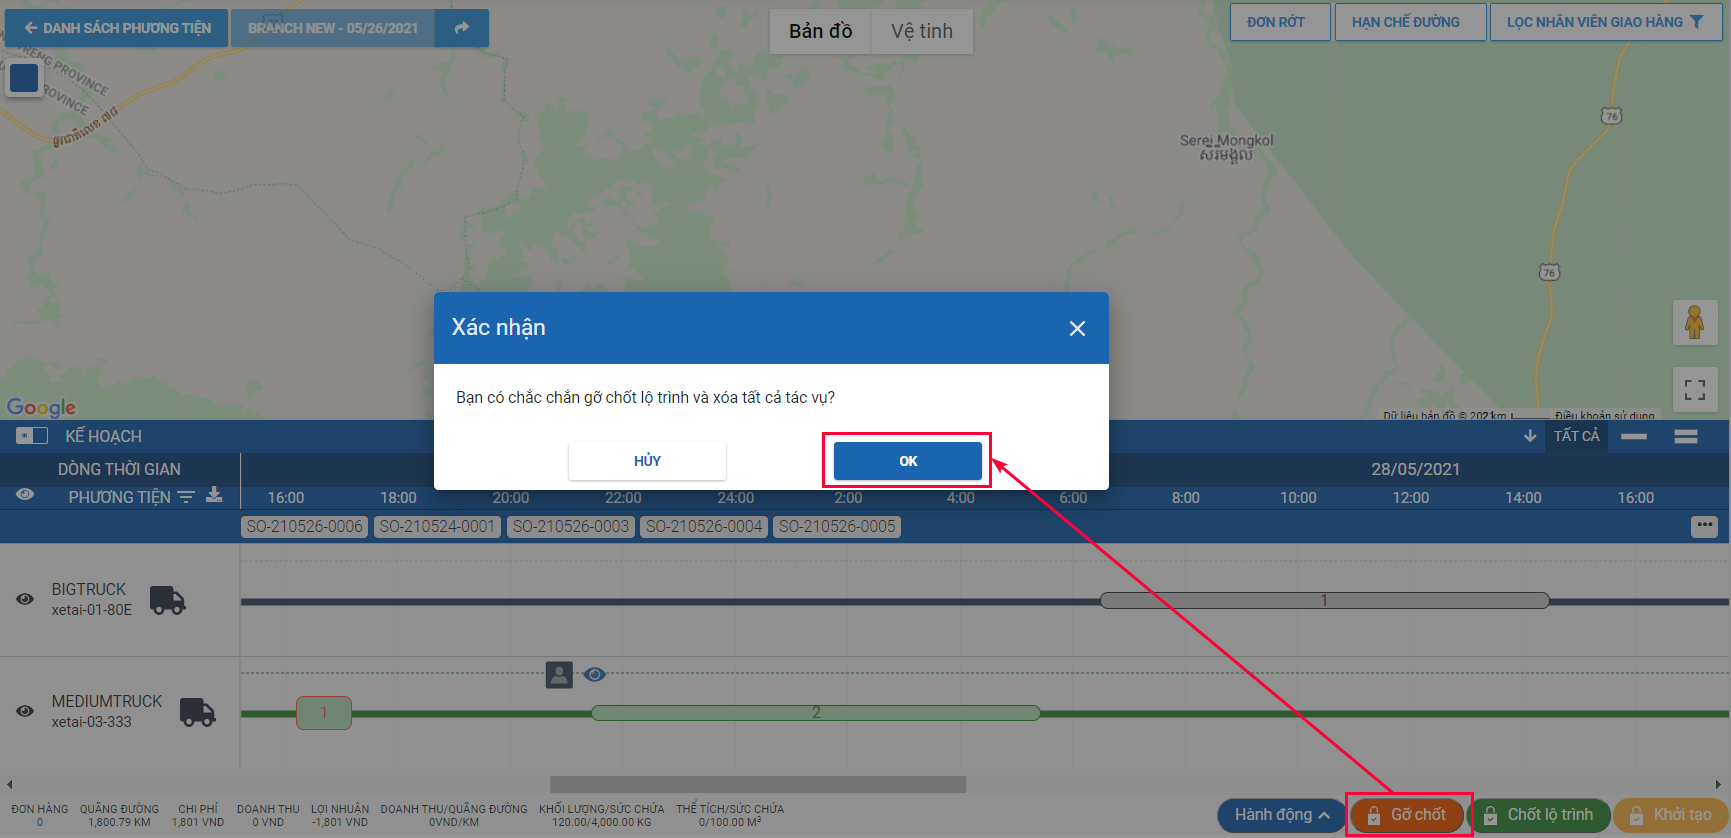 DANH SÁCH PHƯƠNG TIỆN
BRANCH NEW - 05/26/2021
Bản đồ
Vệ tinh
ĐƠN RỚT
HẠN CHẾ ĐƯỜNG
LỌC NHÂN VIÊN GIAO HÀNG
TRENG PROVINCE
PROVINCE
76
Serei Mongkol
សិរីមង្គល
76
Xác nhận
Bạn có chắc chắn gỡ chốt lộ trình và xóa tất cả tác vụ?
HỦY
OK
Google
Dữ liệu bản đồ © 2021
2 km
Điều khoản sử dụng
KẾ HOẠCH
TẤT CẢ
DÒNG THỜI GIAN
28/05/2021
PHƯƠNG TIỆN
16:00 18:00 20:00 22:00 24:00 2:00 4:00 6:00 8:00 10:00 12:00 14:00 16:00
SO-210526-0006 SO-210524-0001 SO-210526-0003 SO-210526-0004 SO-210526-0005
BIGTRUCK
xetai-01-80E
1
MEDIUMTRUCK
xetai-03-333
1
2
ĐƠN HÀNG QUÃNG ĐƯỜNG CHI PHÍ DOANH THU LỢI NHUẬN DOANH THU/QUÃNG ĐƯỜNG KHỐI LƯỢNG/SỨC CHỨA THỂ TÍCH/SỨC CHỨA
0 1,800.79 KM 1,801 VND 0 VND -1,801 VND 0VND/KM 120.00/4,000.00 KG 0/100.00 M³
Hành động
Gỡ chốt
Chốt lộ trình
Khởi tạo